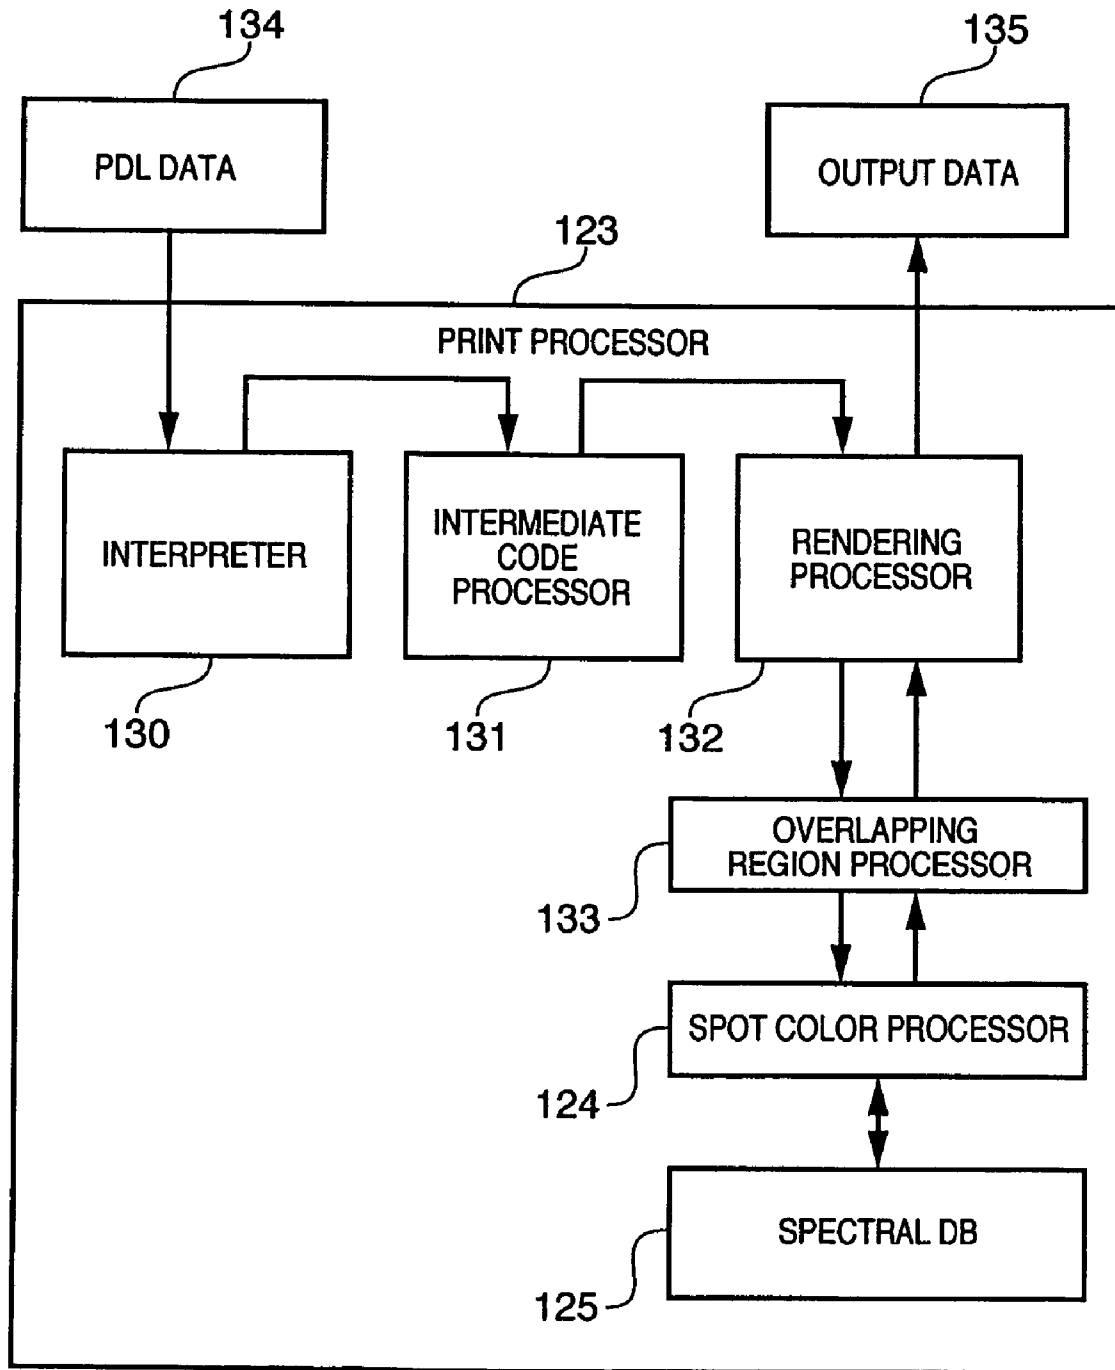 134
135
PDL DATA
OUTPUT DATA
123
PRINT PROCESSOR
INTERPRETER
INTERMEDIATE
CODE
PROCESSOR
RENDERING
PROCESSOR
130
131
132
OVERLAPPING
REGION PROCESSOR
133
SPOT COLOR PROCESSOR
124
SPECTRAL DB
125